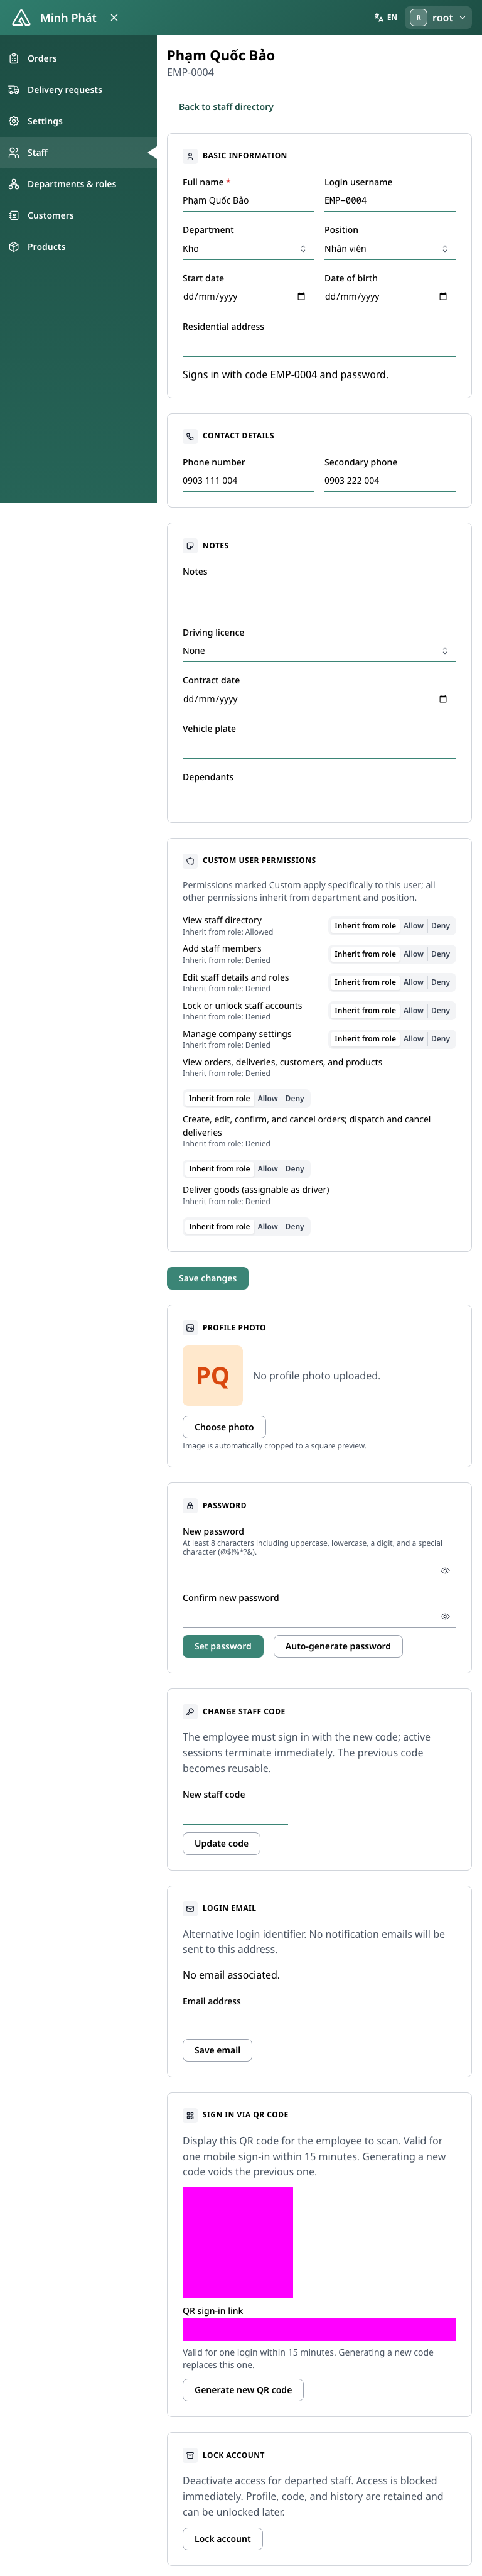 Minh Phát
EN
R
root
Orders
Delivery requests
Settings
Staff
Departments & roles
Customers
Products
Phạm Quốc Bảo
EMP-0004
Back to staff directory
BASIC INFORMATION
Full name *
Login username
Phạm Quốc Bảo
EMP-0004
Department
Position
Kho
Nhân viên
Start date
Date of birth
dd/mm/yyyy
dd/mm/yyyy
Residential address
Signs in with code EMP-0004 and password.
CONTACT DETAILS
Phone number
Secondary phone
0903 111 004
0903 222 004
NOTES
Notes
Driving licence
None
Contract date
dd/mm/yyyy
Vehicle plate
Dependants
CUSTOM USER PERMISSIONS
Permissions marked Custom apply specifically to this user; all
other permissions inherit from department and position.
View staff directory
Inherit from role: Allowed
Inherit from role Allow Deny
Add staff members
Inherit from role: Denied
Inherit from role Allow Deny
Edit staff details and roles
Inherit from role: Denied
Inherit from role Allow Deny
Lock or unlock staff accounts
Inherit from role: Denied
Inherit from role Allow Deny
Manage company settings
Inherit from role: Denied
Inherit from role Allow Deny
View orders, deliveries, customers, and products
Inherit from role: Denied
Inherit from role Allow Deny
Create, edit, confirm, and cancel orders; dispatch and cancel
deliveries
Inherit from role: Denied
Inherit from role Allow Deny
Deliver goods (assignable as driver)
Inherit from role: Denied
Inherit from role Allow Deny
Save changes
PROFILE PHOTO
PQ
No profile photo uploaded.
Choose photo
Image is automatically cropped to a square preview.
PASSWORD
New password
At least 8 characters including uppercase, lowercase, a digit, and a special
character (@$!%*?&).
Confirm new password
Set password
Auto-generate password
CHANGE STAFF CODE
The employee must sign in with the new code; active
sessions terminate immediately. The previous code
becomes reusable.
New staff code
Update code
LOGIN EMAIL
Alternative login identifier. No notification emails will be
sent to this address.
No email associated.
Email address
Save email
SIGN IN VIA QR CODE
Display this QR code for the employee to scan. Valid for
one mobile sign-in within 15 minutes. Generating a new
code voids the previous one.
QR sign-in link
Valid for one login within 15 minutes. Generating a new code
replaces this one.
Generate new QR code
LOCK ACCOUNT
Deactivate access for departed staff. Access is blocked
immediately. Profile, code, and history are retained and
can be unlocked later.
Lock account